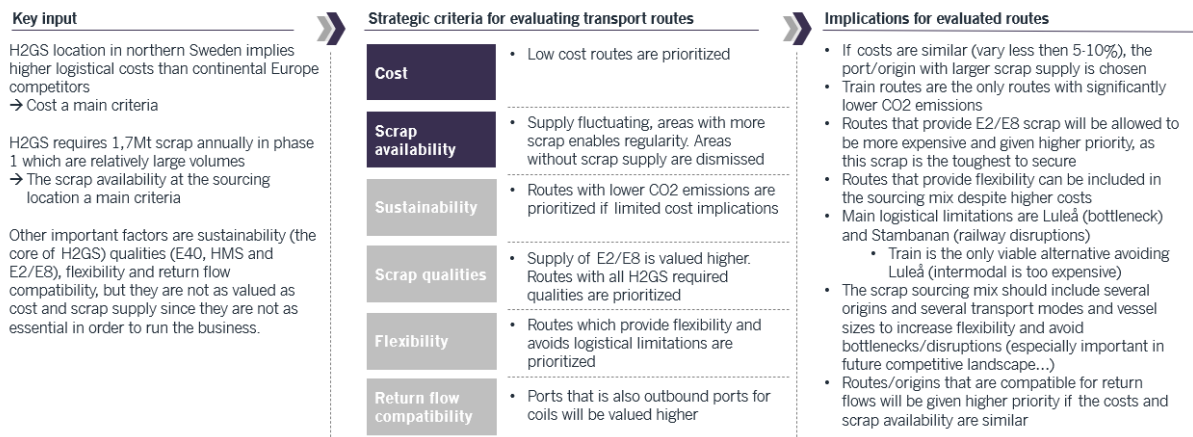 Key input
H2GS location in northern Sweden implies
higher logistical costs than continental Europe
competitors
→ Cost a main criteria
H2GS requires 1,7Mt scrap annually in phase
1 which are relatively large volumes
→ The scrap availability at the sourcing
location a main criteria
Other important factors are sustainability (the
core of H2GS) qualities (E40, HMS and
E2/E8), flexibility and return flow
compatibility, but they are not as valued as
cost and scrap supply since they are not as
essential in order to run the business.
Strategic criteria for evaluating transport routes
Cost
• Low cost routes are prioritized
Scrap
availability
• Supply fluctuating, areas with more
scrap enables regularity. Areas
without scrap supply are dismissed
Sustainability
• Routes with lower CO2 emissions are
prioritized if limited cost implications
Scrap qualities
• Supply of E2/E8 is valued higher.
Routes with all H2GS required
qualities are prioritized
Flexibility
• Routes which provide flexibility and
avoids logistical limitations are
prioritized
Return flow
compatibility
• Ports that is also outbound ports for
coils will be valued higher
Implications for evaluated routes
• If costs are similar (vary less then 5-10%), the
port/origin with larger scrap supply is chosen
• Train routes are the only routes with significantly
lower CO2 emissions
• Routes that provide E2/E8 scrap will be allowed to
be more expensive and given higher priority, as
this scrap is the toughest to secure
• Routes that provide flexibility can be included in
the sourcing mix despite higher costs
• Main logistical limitations are Luleå (bottleneck)
and Stambanan (railway disruptions)
• Train is the only viable alternative avoiding
Luleå (intermodal is too expensive)
• The scrap sourcing mix should include several
origins and several transport modes and vessel
sizes to increase flexibility and avoid
bottlenecks/disruptions (especially important in
future competitive landscape…)
• Routes/origins that are compatible for return
flows will be given higher priority if the costs and
scrap availability are similar